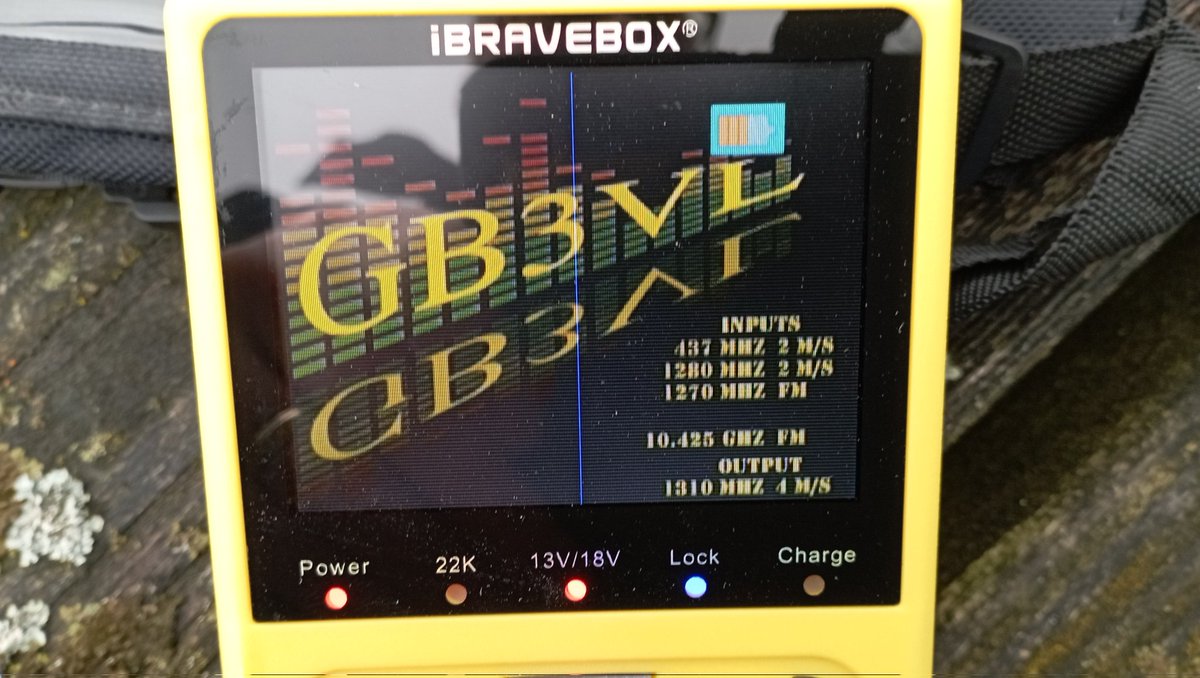 iBRAVEBOX®
GB3VL
INPUTS
437 MHZ 2 M/S
1280 MHZ 2 M/S
1270 MHZ FM
10.425 GHZ FM
OUTPUT
1310 MHZ 4 M/S
Power 22K 13V/18V Lock Charge